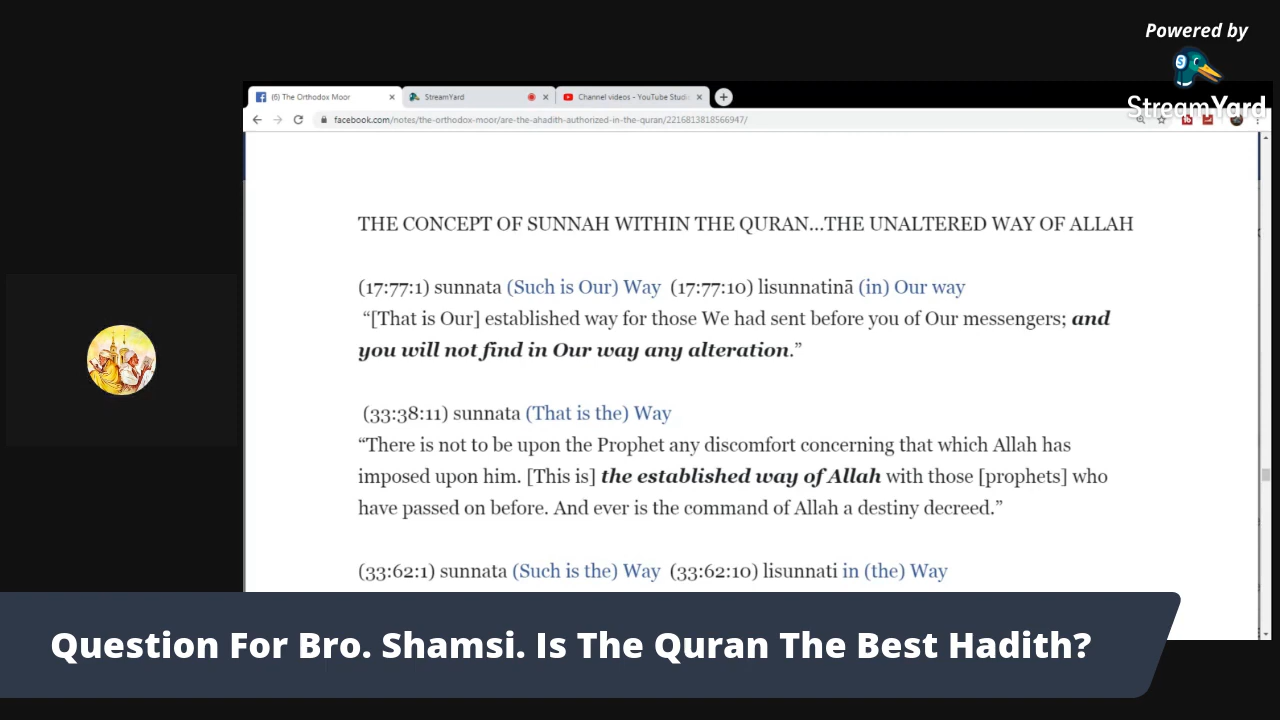 Powered by
StreamYard
(6) The Orthodox Moor
StreamYard
Channel videos - YouTube Studi
facebook.com/notes/the-orthodox-moor/are-the-ahadith-authorized-in-the-quran/2216813818566947/
THE CONCEPT OF SUNNAH WITHIN THE QURAN...THE UNALTERED WAY OF ALLAH
(17:77:1) sunnata (Such is Our) Way (17:77:10) lisunnatinā (in) Our way
“[That is Our] established way for those We had sent before you of Our messengers; and
you will not find in Our way any alteration.”
(33:38:11) sunnata (That is the) Way
“There is not to be upon the Prophet any discomfort concerning that which Allah has
imposed upon him. [This is] the established way of Allah with those [prophets] who
have passed on before. And ever is the command of Allah a destiny decreed.”
(33:62:1) sunnata (Such is the) Way (33:62:10) lisunnati in (the) Way
Question For Bro. Shamsi. Is The Quran The Best Hadith?